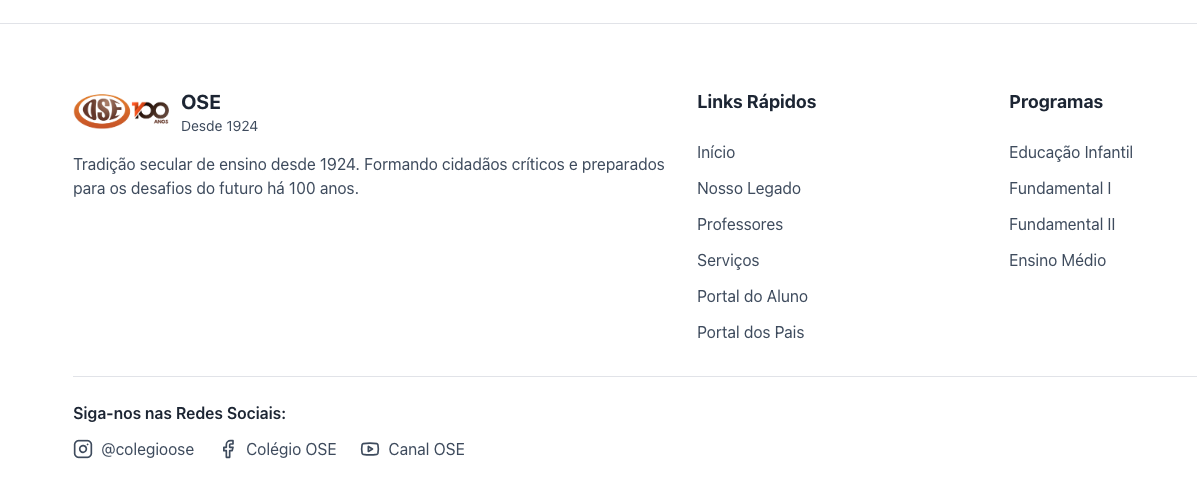 OSE 100 ANOS
OSE
Desde 1924
Tradição secular de ensino desde 1924. Formando cidadãos críticos e preparados
para os desafios do futuro há 100 anos.
Links Rápidos
Início
Nosso Legado
Professores
Serviços
Portal do Aluno
Portal dos Pais
Programas
Educação Infantil
Fundamental I
Fundamental II
Ensino Médio
Siga-nos nas Redes Sociais:
@colegioose Colégio OSE Canal OSE